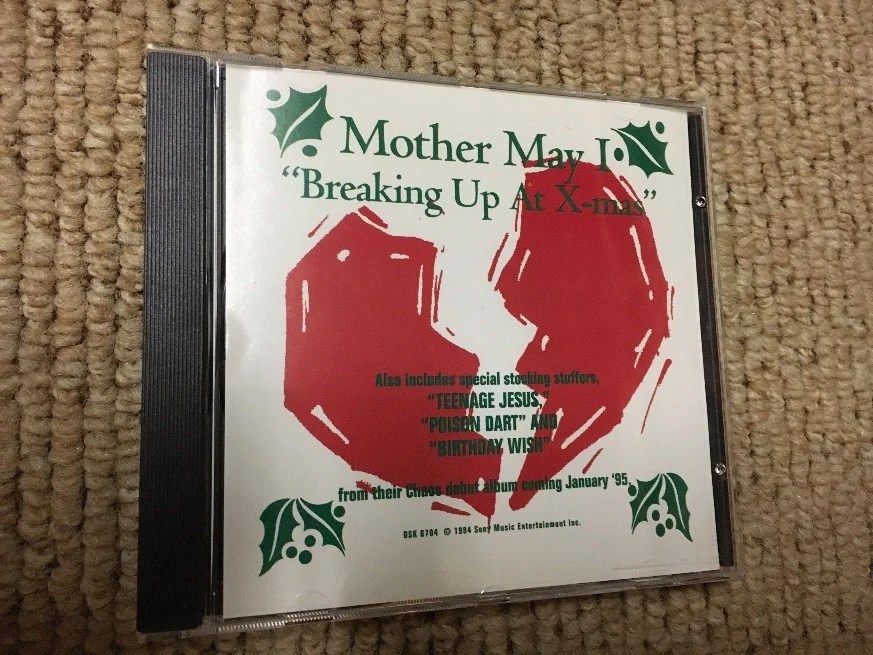 Mother May I
“Breaking Up At X-mas”
Also includes special stocking stuffers,
“TEENAGE JESUS,”
“POISON DART” AND
“BIRTHDAY WISH”
from their Chaos debut album coming January '95.
DSK 6704 © 1994 Sony Music Entertainment Inc.